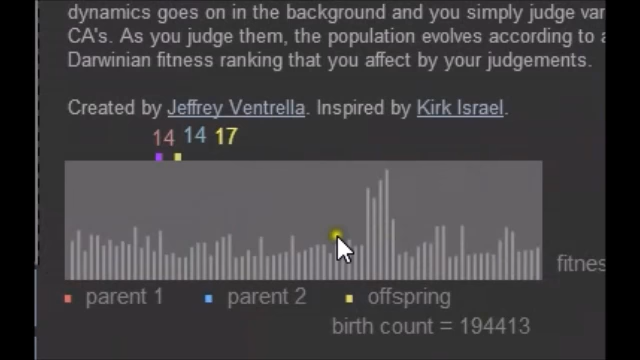 dynamics goes on in the background and you simply judge var
CA's. As you judge them, the population evolves according to a
Darwinian fitness ranking that you affect by your judgements.
Created by Jeffrey Ventrella. Inspired by Kirk Israel.
14 14 17
fitnes
parent 1 parent 2 offspring
birth count = 194413